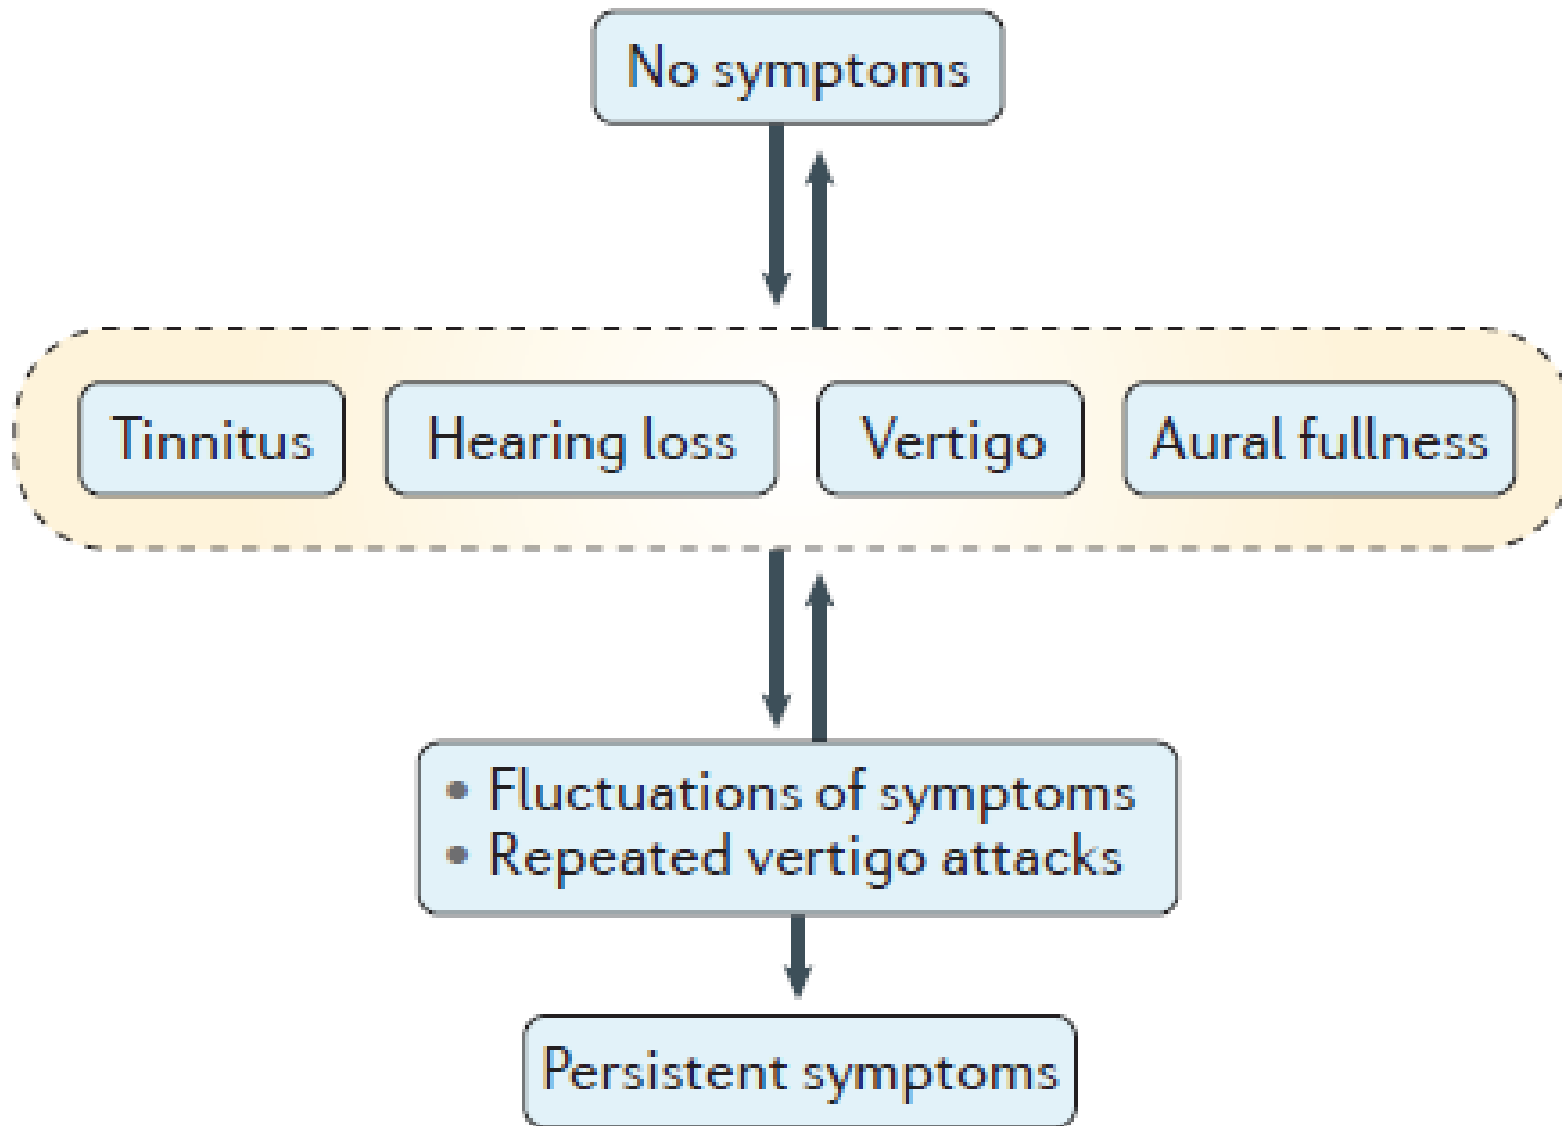 No symptoms
Tinnitus
Hearing loss
Vertigo
Aural fullness
• Fluctuations of symptoms
• Repeated vertigo attacks
Persistent symptoms